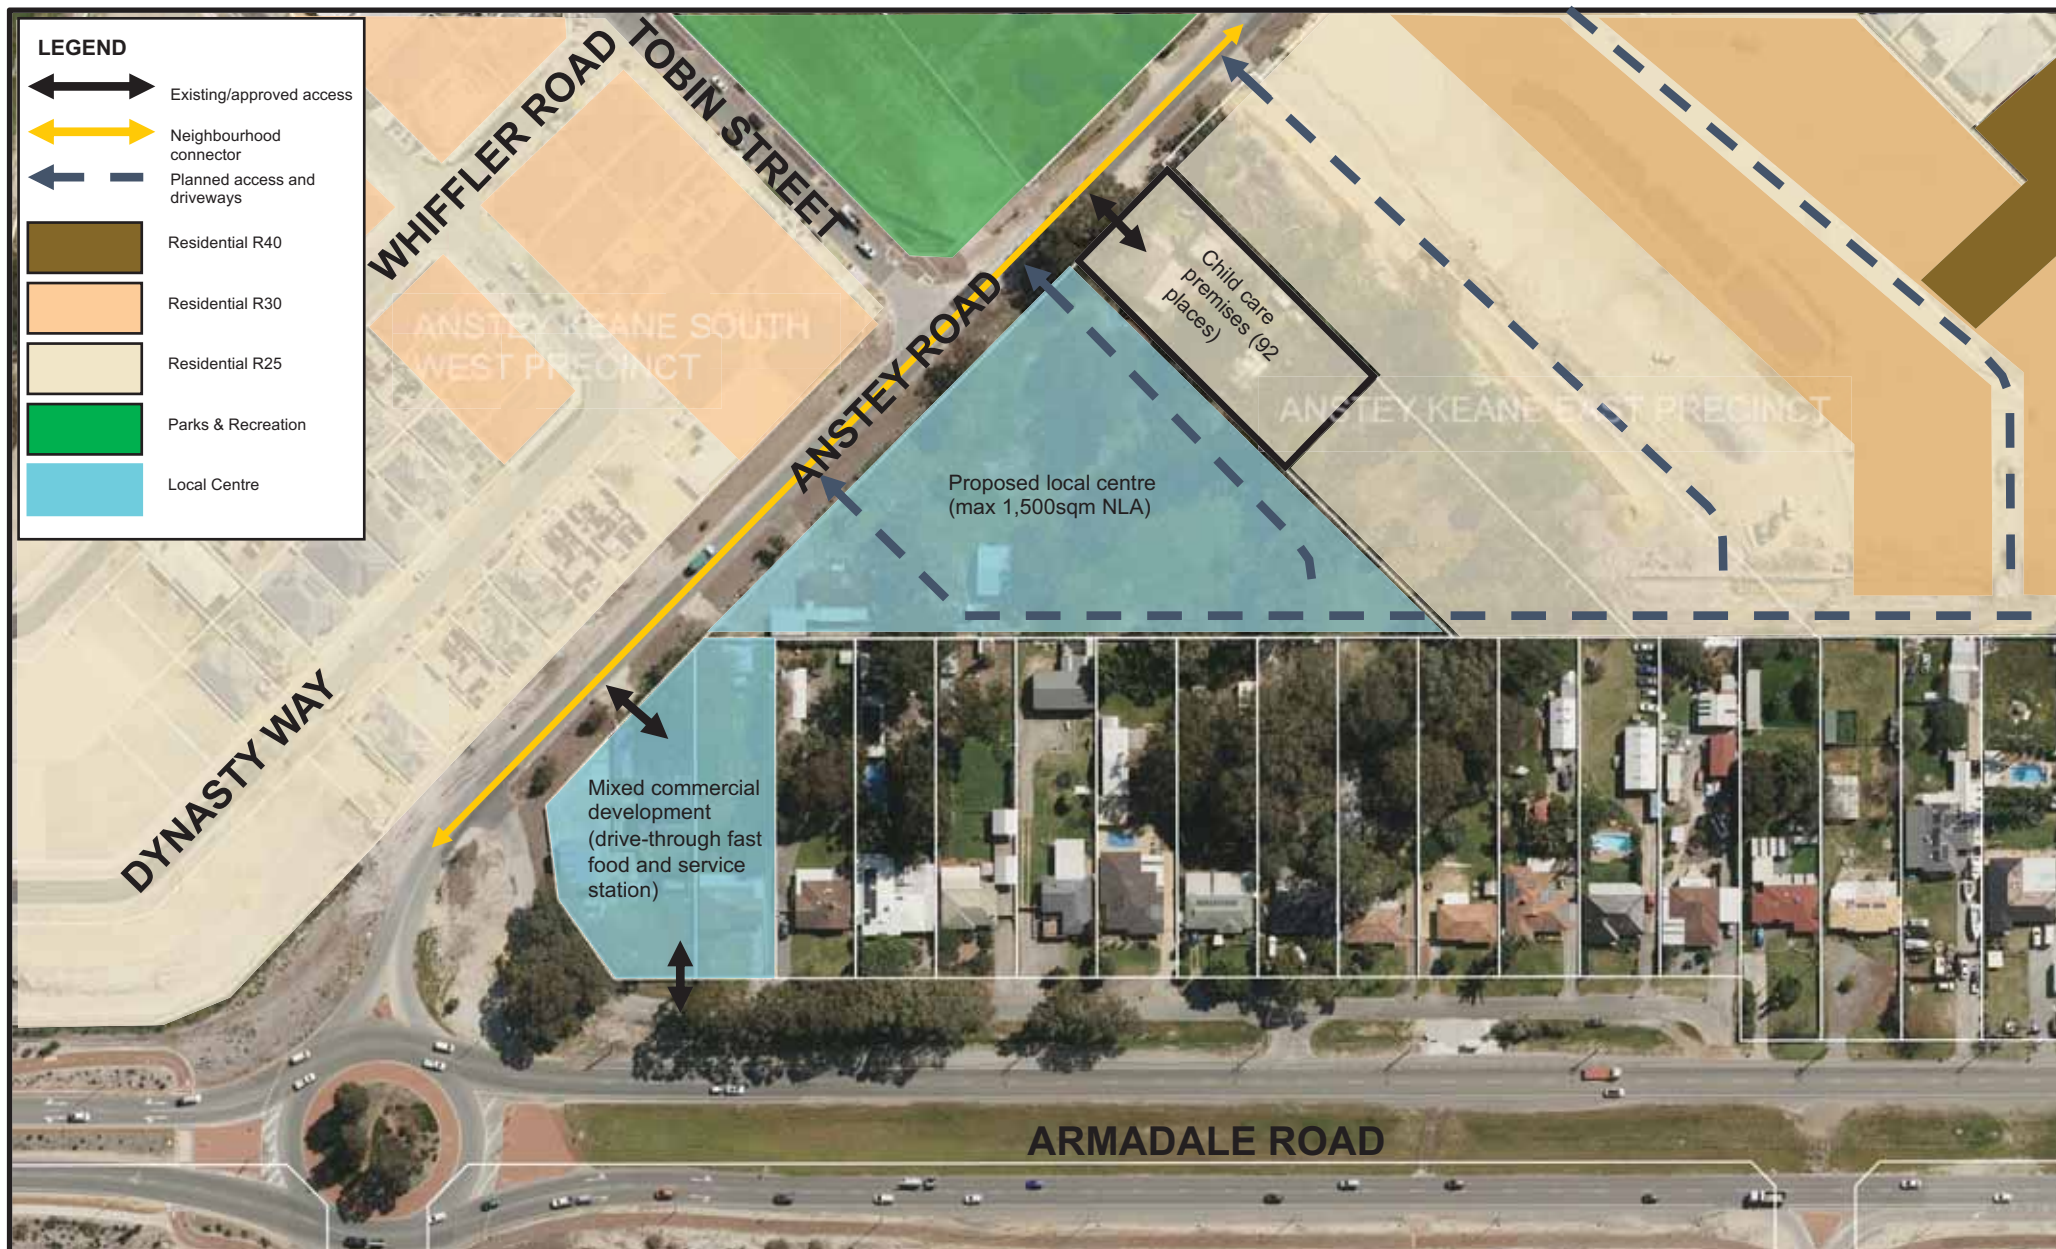 LEGEND
Existing/approved access
Neighbourhood
connector
Planned access and
driveways
Residential R40
Residential R30
Residential R25
Parks & Recreation
Local Centre
WHIFFLER ROAD
TOBIN STREET
ANSTEY ROAD
DYNASTY WAY
ARMADALE ROAD
ANSTEY KEANE SOUTH
WEST PRECINCT
ANSTEY KEANE EAST PRECINCT
Child care
premises (92
places)
Proposed local centre
(max 1,500sqm NLA)
Mixed commercial
development
(drive-through fast
food and service
station)